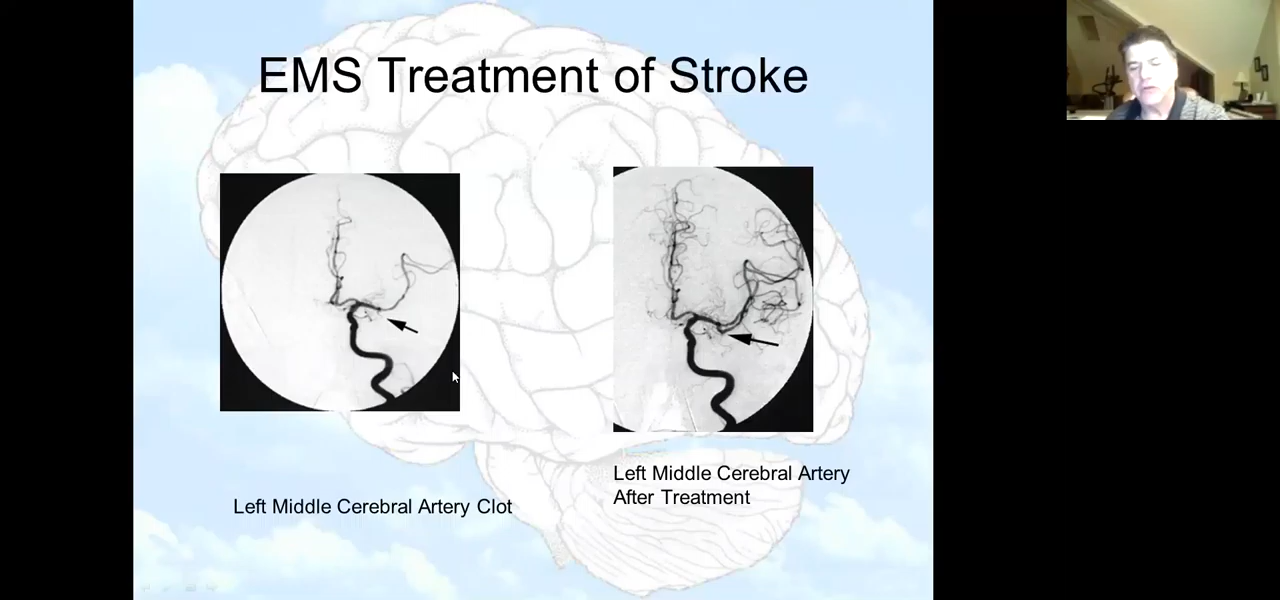 EMS Treatment of Stroke
Left Middle Cerebral Artery
After Treatment
Left Middle Cerebral Artery Clot